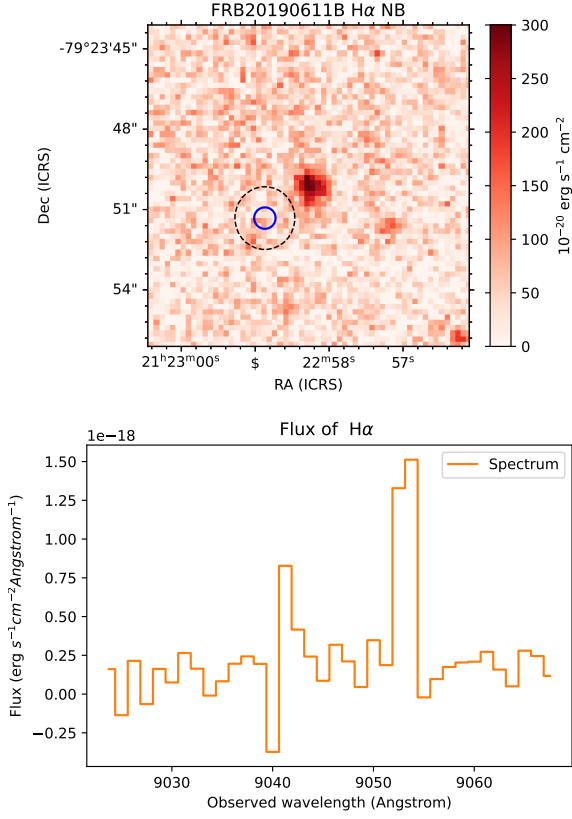 FRB20190611B Hα NB
-79°23'45"
48"
51"
54"
Dec (ICRS)
21ʰ23ᵐ00ˢ $ 22ᵐ58ˢ 57ˢ
RA (ICRS)
300
250
200
150
100
50
0
10⁻²⁰ erg s⁻¹ cm⁻²
Flux of Hα
1e−18
Spectrum
1.50
1.25
1.00
0.75
0.50
0.25
0.00
−0.25
Flux (erg s⁻¹cm⁻²Angstrom⁻¹)
9030 9040 9050 9060
Observed wavelength (Angstrom)